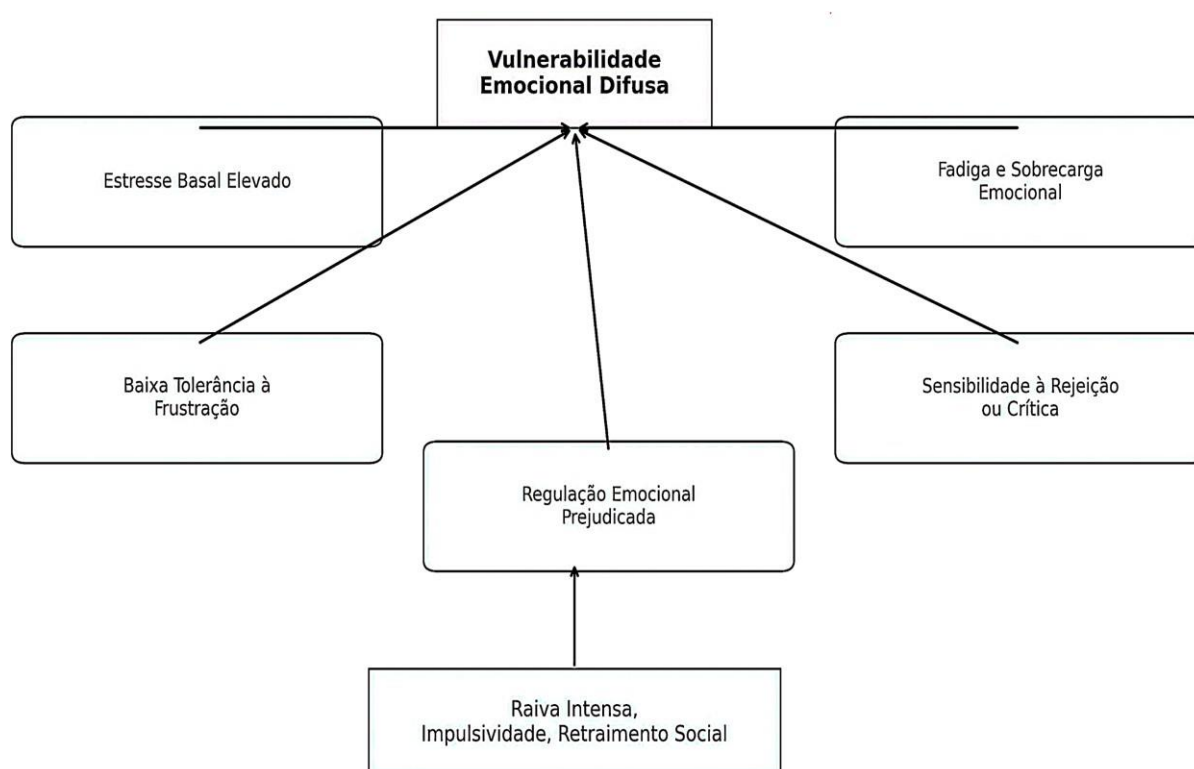 Vulnerabilidade
Emocional Difusa
Estresse Basal Elevado
Fadiga e Sobrecarga
Emocional
Baixa Tolerância à
Frustração
Sensibilidade à Rejeição
ou Crítica
Regulação Emocional
Prejudicada
Raiva Intensa,
Impulsividade, Retraimento Social